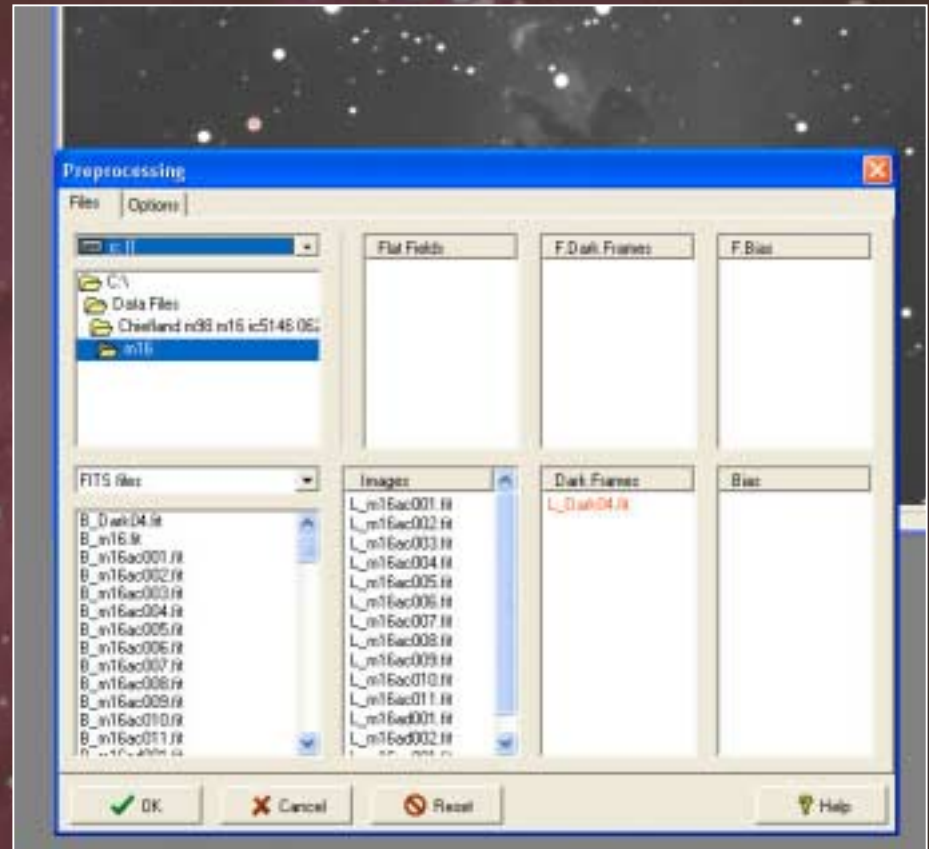 Preprocessing
Files
Options
c: []
C:\
Data Files
m16
Flat Fields
F.Dark Frames
F.Bias
FITS files
B_Dark04.fit
B_m16.fit
B_m16ac001.fit
B_m16ac002.fit
B_m16ac003.fit
B_m16ac004.fit
B_m16ac005.fit
B_m16ac006.fit
B_m16ac007.fit
B_m16ac008.fit
B_m16ac009.fit
B_m16ac010.fit
B_m16ac011.fit
Images
L_m16ac001.fit
L_m16ac002.fit
L_m16ac003.fit
L_m16ac004.fit
L_m16ac005.fit
L_m16ac006.fit
L_m16ac007.fit
L_m16ac008.fit
L_m16ac009.fit
L_m16ac010.fit
L_m16ac011.fit
L_m16ad001.fit
L_m16ad002.fit
Dark Frames
L_Dark04.fit
Bias
OK
Cancel
Reset
Help